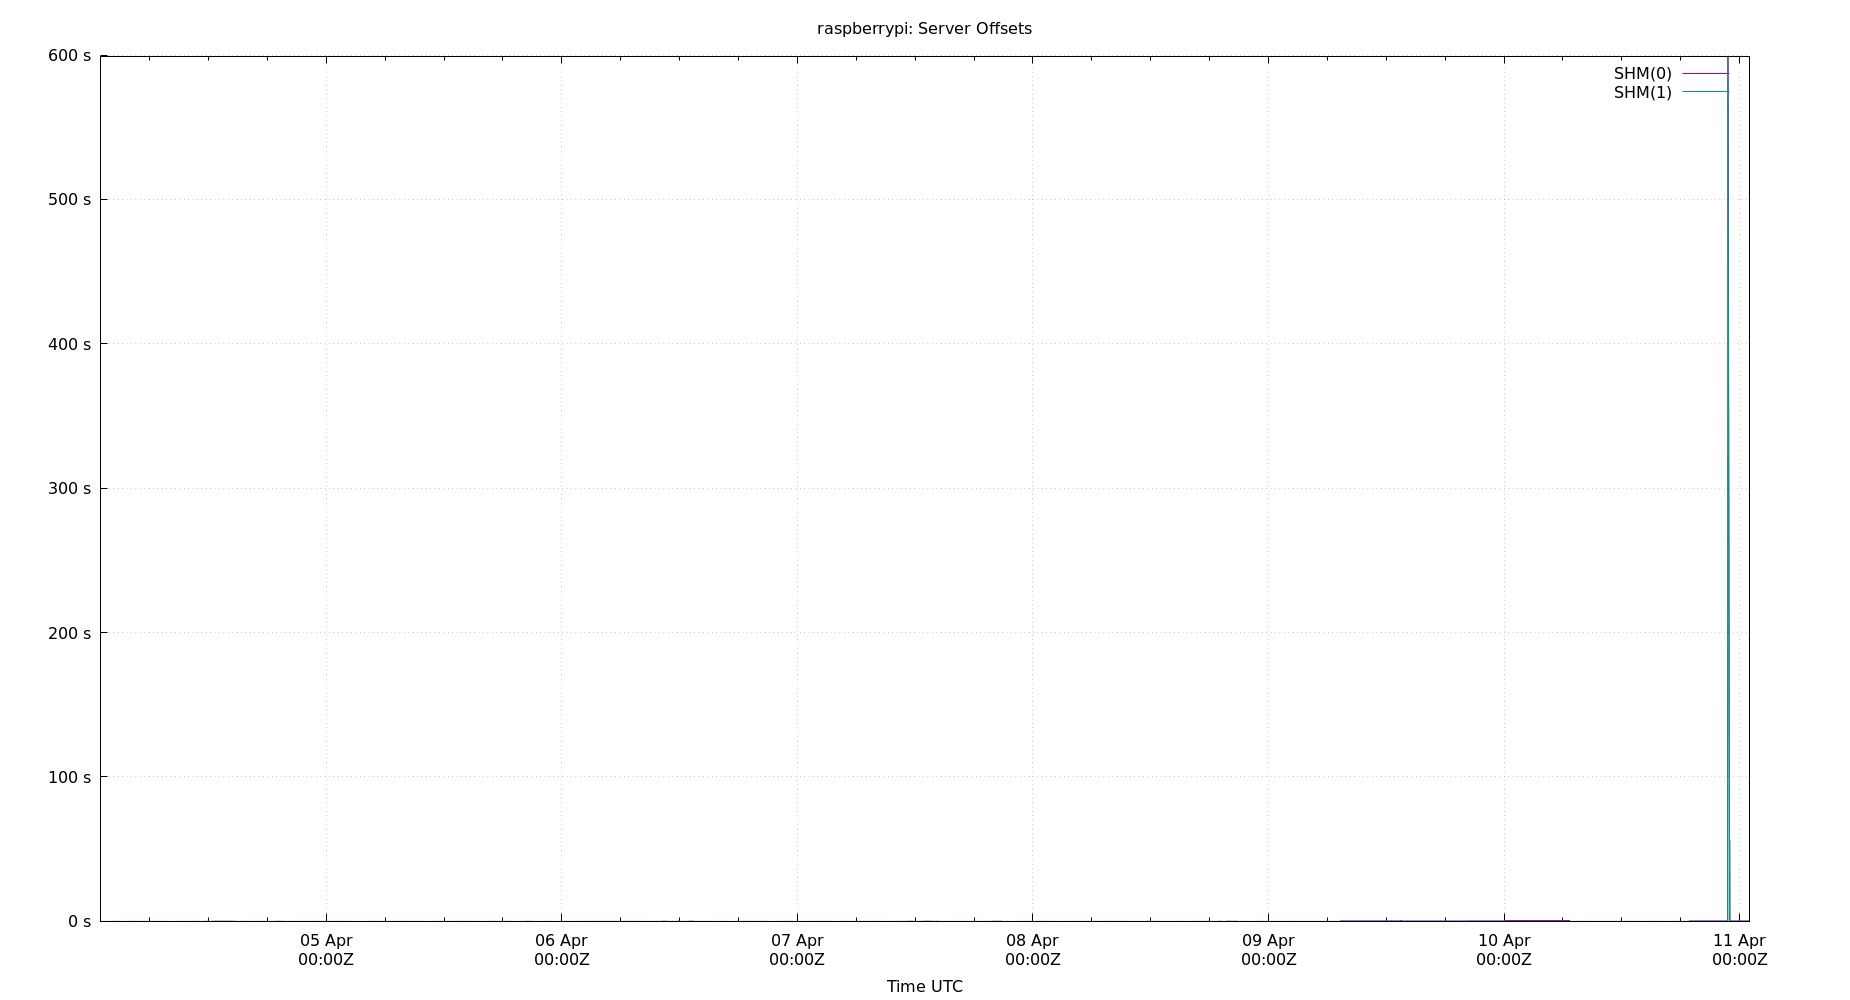 raspberrypi: Server Offsets
600 s
SHM(0)
SHM(1)
500 s
400 s
300 s
200 s
100 s
0 s
05 Apr 06 Apr 07 Apr 08 Apr 09 Apr 10 Apr 11 Apr
00:00Z 00:00Z 00:00Z 00:00Z 00:00Z 00:00Z 00:00Z
Time UTC